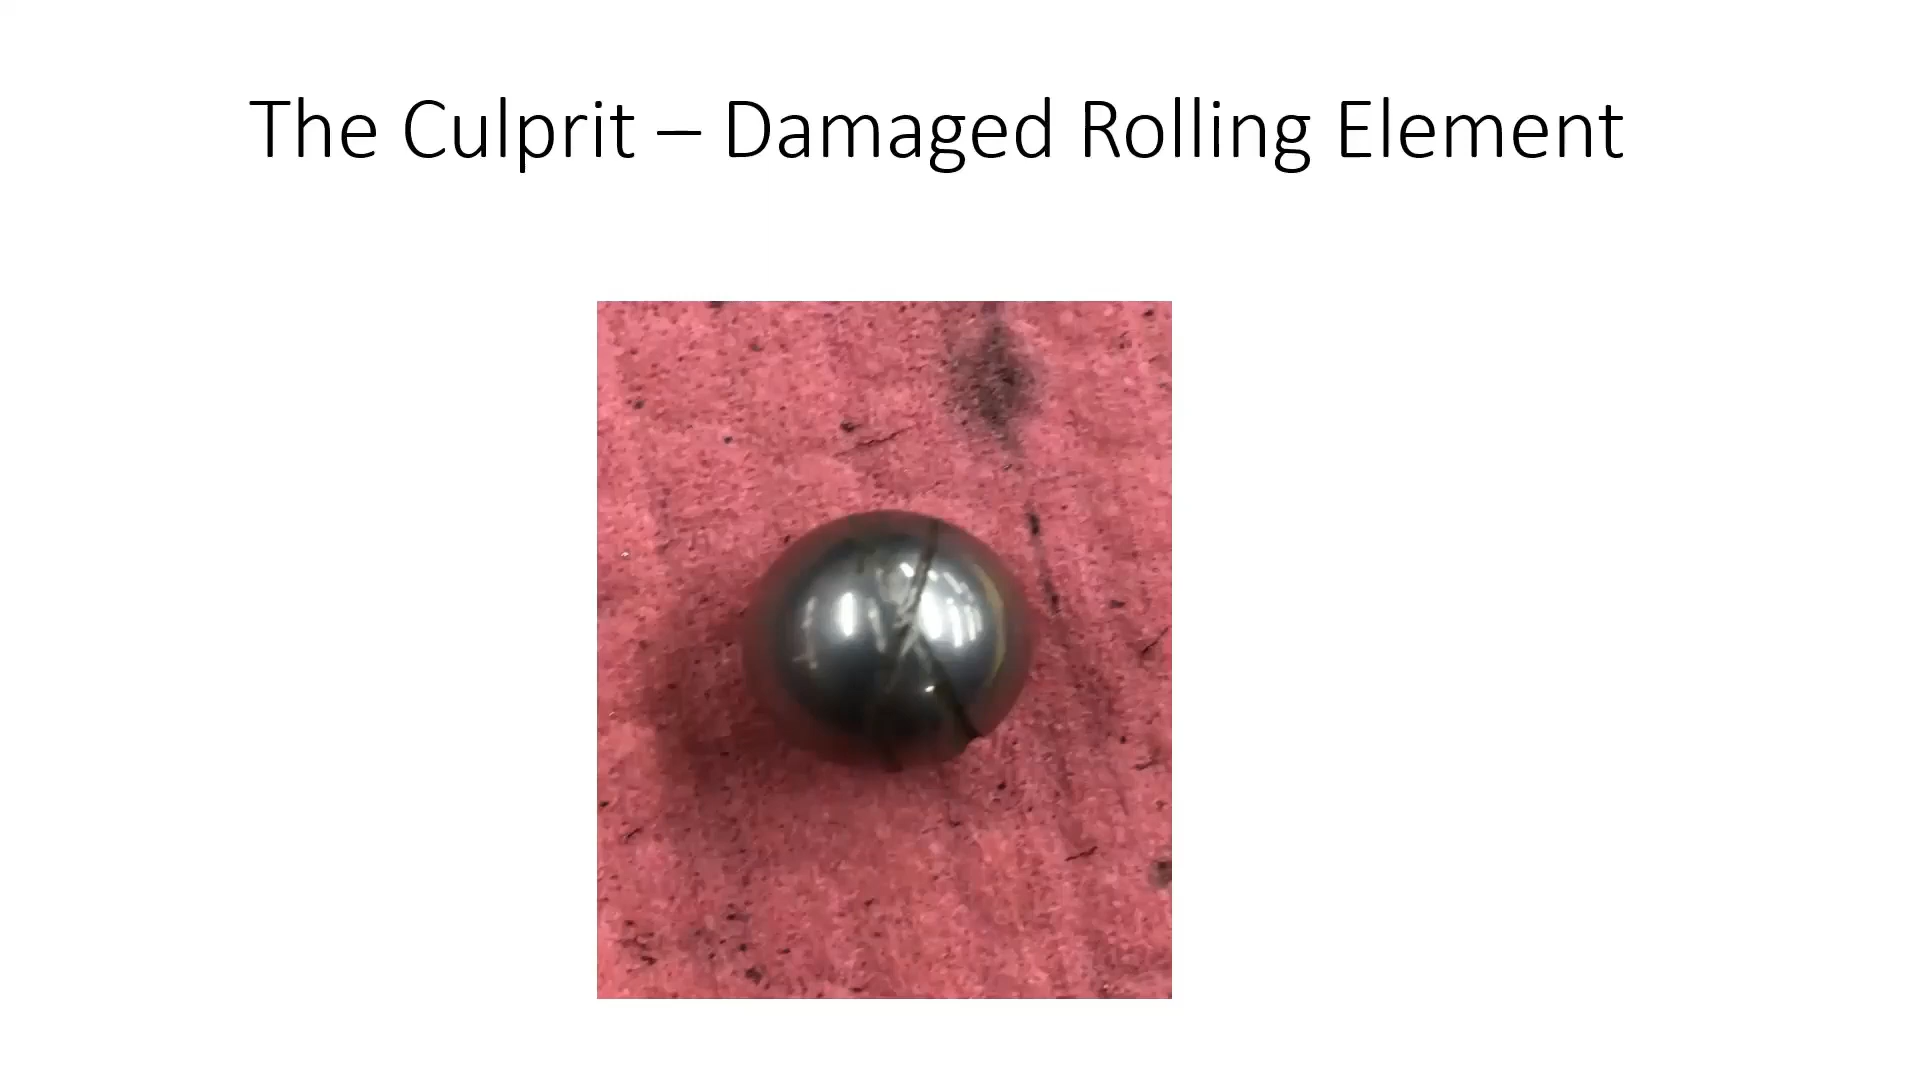 The Culprit – Damaged Rolling Element